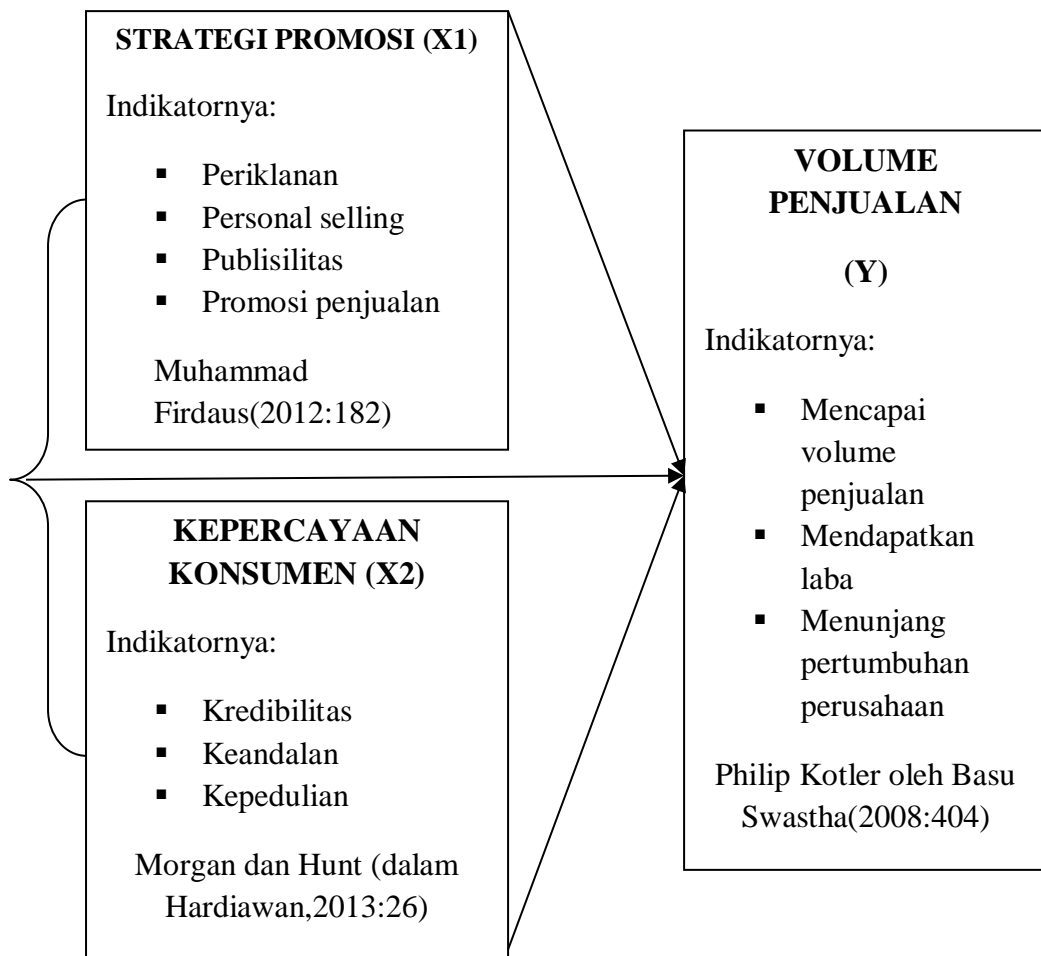 STRATEGI PROMOSI (X1)
Indikatornya:
▪ Periklanan
▪ Personal selling
▪ Publisilitas
▪ Promosi penjualan
Muhammad
Firdaus(2012:182)
KEPERCAYAAN
KONSUMEN (X2)
Indikatornya:
▪ Kredibilitas
▪ Keandalan
▪ Kepedulian
Morgan dan Hunt (dalam
Hardiawan,2013:26)
VOLUME
PENJUALAN
(Y)
Indikatornya:
▪ Mencapai
volume
penjualan
▪ Mendapatkan
laba
▪ Menunjang
pertumbuhan
perusahaan
Philip Kotler oleh Basu
Swastha(2008:404)